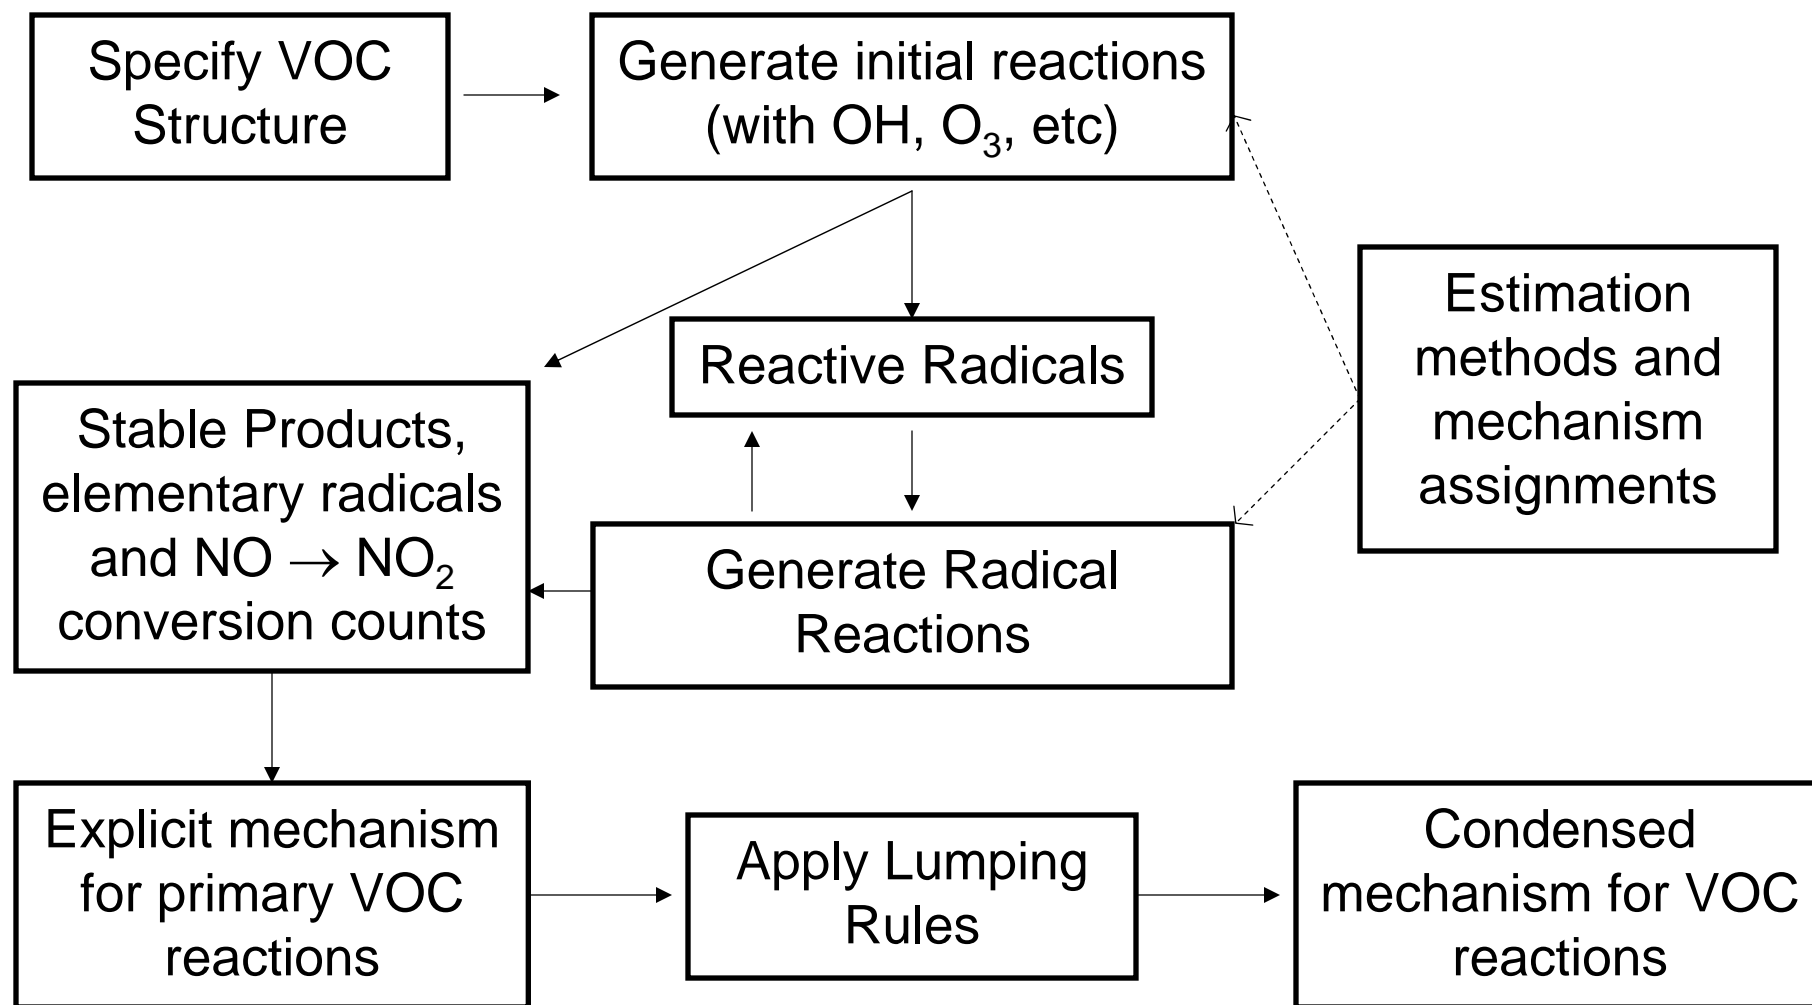 Specify VOC
Structure
Generate initial reactions
(with OH, O₃, etc)
Reactive Radicals
Estimation
methods and
mechanism
assignments
Stable Products,
elementary radicals
and NO → NO₂
conversion counts
Generate Radical
Reactions
Explicit mechanism
for primary VOC
reactions
Apply Lumping
Rules
Condensed
mechanism for VOC
reactions